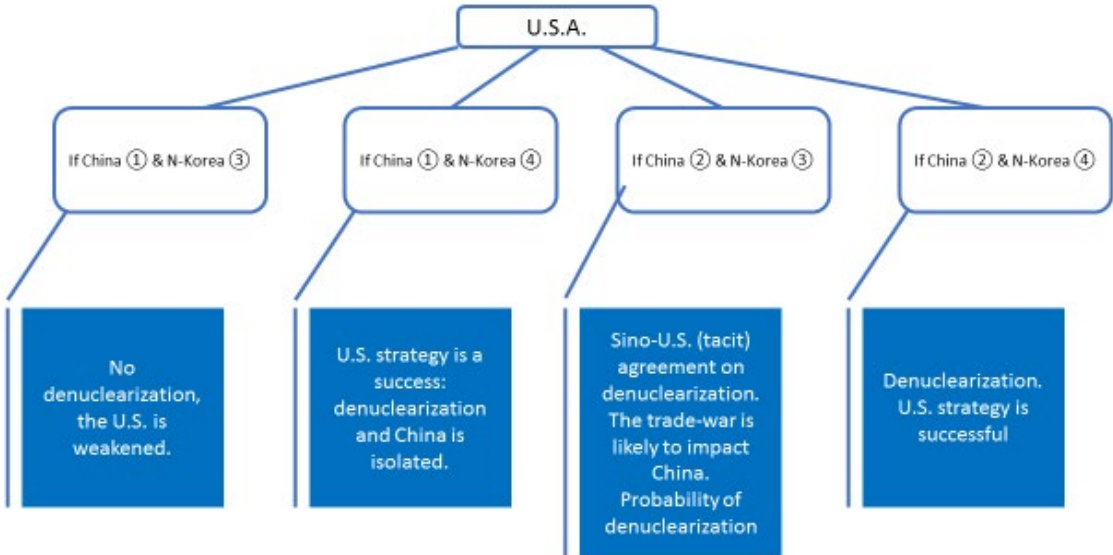 U.S.A.
If China ① & N-Korea ③
If China ① & N-Korea ④
If China ② & N-Korea ③
If China ② & N-Korea ④
No
denuclearization,
the U.S. is
weakened.
U.S. strategy is a
success:
denuclearization
and China is
isolated.
Sino-U.S. (tacit)
agreement on
denuclearization.
The trade-war is
likely to impact
China.
Probability of
denuclearization
Denuclearization.
U.S. strategy is
successful